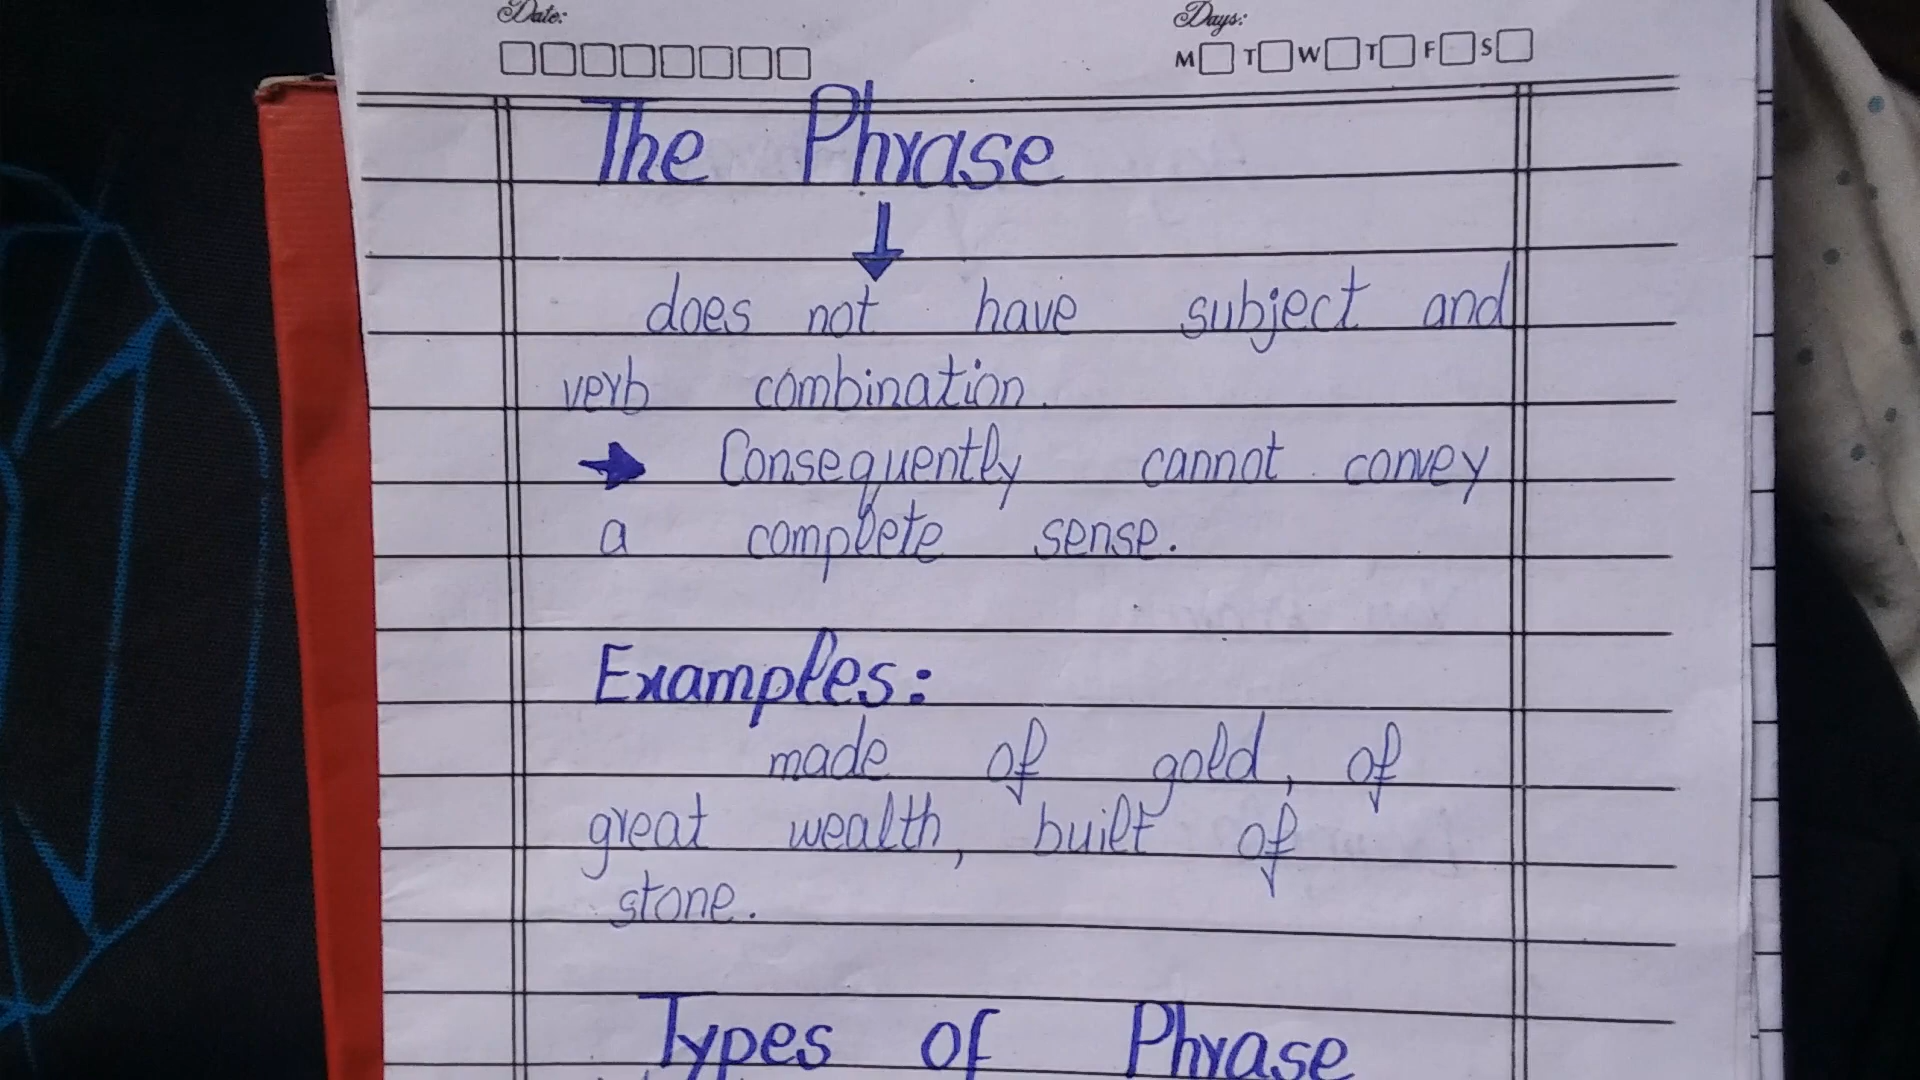 Date:
Days:
M T W T F S
The Phrase
does not have subject and
verb combination.
Consequently cannot convey
a complete sense.
Examples:
made of gold, of
great wealth, built of
stone.
Types of Phrase